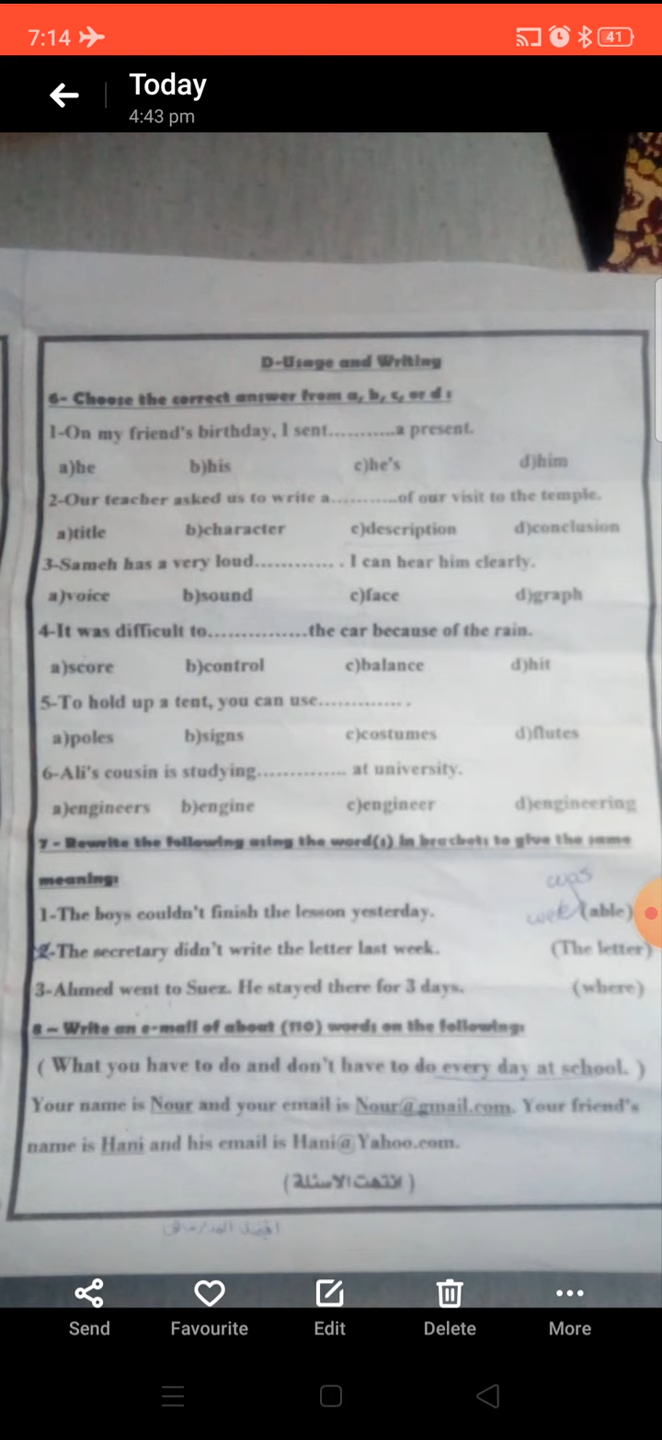 7:14
41
Today
4:43 pm
D-Usage and Writing
6- Choose the correct answer from a, b, c, or d :
1-On my friend's birthday, I sent...........a present.
a)he b)his c)he's d)him
2-Our teacher asked us to write a...........of our visit to the temple.
a)title b)character c)description d)conclusion
3-Sameh has a very loud............. . I can hear him clearly.
a)voice b)sound c)face d)graph
4-It was difficult to................the car because of the rain.
a)score b)control c)balance d)hit
5-To hold up a tent, you can use.............. .
a)poles b)signs c)costumes d)flutes
6-Ali's cousin is studying.............. at university.
a)engineers b)engine c)engineer d)engineering
7 - Rewrite the following using the word(s) in brackets to give the same
meaning:
was
1-The boys couldn't finish the lesson yesterday. (able)
2-The secretary didn't write the letter last week. (The letter)
3-Ahmed went to Suez. He stayed there for 3 days. (where)
8 – Write an e-mail of about (110) words on the following:
( What you have to do and don't have to do every day at school. )
Your name is Nour and your email is Nour@gmail.com. Your friend's
name is Hani and his email is Hani@Yahoo.com.
(انتهت الاسئلة)
Send Favourite Edit Delete More